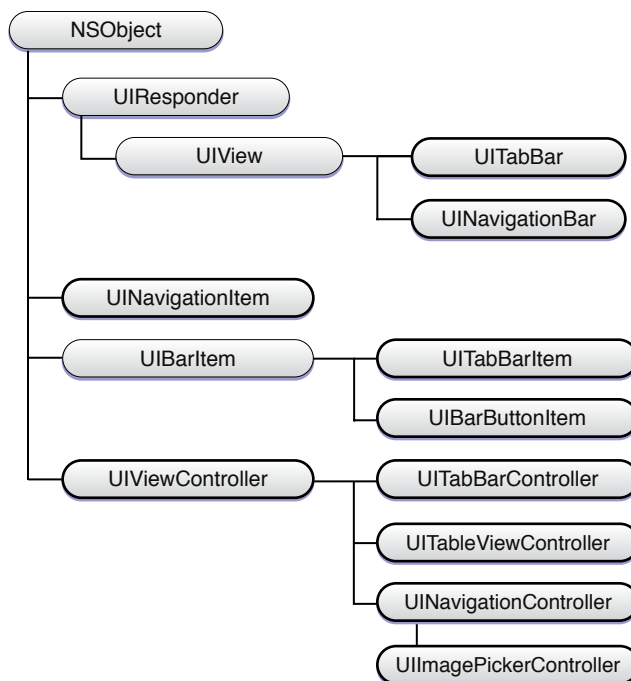 NSObject
UIResponder
UIView
UITabBar
UINavigationBar
UINavigationItem
UIBarItem
UITabBarItem
UIBarButtonItem
UIViewController
UITabBarController
UITableViewController
UINavigationController
UIImagePickerController